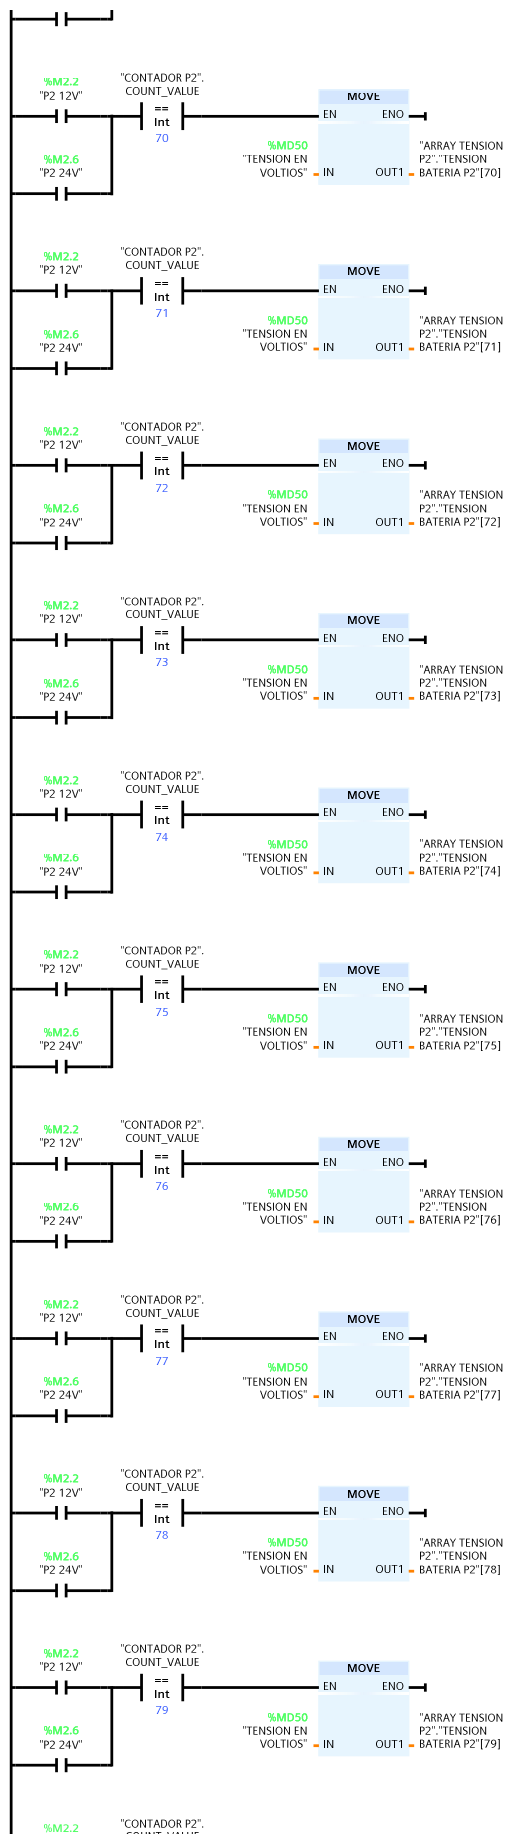 %M2.2
"P2 12V"
"CONTADOR P2".
COUNT_VALUE
==
Int
70
MOVE
EN
ENO
%M2.6
"P2 24V"
%MD50
"TENSION EN
VOLTIOS"
IN
OUT1
"ARRAY TENSION
P2"."TENSION
BATERIA P2"[70]
%M2.2
"P2 12V"
"CONTADOR P2".
COUNT_VALUE
==
Int
71
MOVE
EN
ENO
%M2.6
"P2 24V"
%MD50
"TENSION EN
VOLTIOS"
IN
OUT1
"ARRAY TENSION
P2"."TENSION
BATERIA P2"[71]
%M2.2
"P2 12V"
"CONTADOR P2".
COUNT_VALUE
==
Int
72
MOVE
EN
ENO
%M2.6
"P2 24V"
%MD50
"TENSION EN
VOLTIOS"
IN
OUT1
"ARRAY TENSION
P2"."TENSION
BATERIA P2"[72]
%M2.2
"P2 12V"
"CONTADOR P2".
COUNT_VALUE
==
Int
73
MOVE
EN
ENO
%M2.6
"P2 24V"
%MD50
"TENSION EN
VOLTIOS"
IN
OUT1
"ARRAY TENSION
P2"."TENSION
BATERIA P2"[73]
%M2.2
"P2 12V"
"CONTADOR P2".
COUNT_VALUE
==
Int
74
MOVE
EN
ENO
%M2.6
"P2 24V"
%MD50
"TENSION EN
VOLTIOS"
IN
OUT1
"ARRAY TENSION
P2"."TENSION
BATERIA P2"[74]
%M2.2
"P2 12V"
"CONTADOR P2".
COUNT_VALUE
==
Int
75
MOVE
EN
ENO
%M2.6
"P2 24V"
%MD50
"TENSION EN
VOLTIOS"
IN
OUT1
"ARRAY TENSION
P2"."TENSION
BATERIA P2"[75]
%M2.2
"P2 12V"
"CONTADOR P2".
COUNT_VALUE
==
Int
76
MOVE
EN
ENO
%M2.6
"P2 24V"
%MD50
"TENSION EN
VOLTIOS"
IN
OUT1
"ARRAY TENSION
P2"."TENSION
BATERIA P2"[76]
%M2.2
"P2 12V"
"CONTADOR P2".
COUNT_VALUE
==
Int
77
MOVE
EN
ENO
%M2.6
"P2 24V"
%MD50
"TENSION EN
VOLTIOS"
IN
OUT1
"ARRAY TENSION
P2"."TENSION
BATERIA P2"[77]
%M2.2
"P2 12V"
"CONTADOR P2".
COUNT_VALUE
==
Int
78
MOVE
EN
ENO
%M2.6
"P2 24V"
%MD50
"TENSION EN
VOLTIOS"
IN
OUT1
"ARRAY TENSION
P2"."TENSION
BATERIA P2"[78]
%M2.2
"P2 12V"
"CONTADOR P2".
COUNT_VALUE
==
Int
79
MOVE
EN
ENO
%M2.6
"P2 24V"
%MD50
"TENSION EN
VOLTIOS"
IN
OUT1
"ARRAY TENSION
P2"."TENSION
BATERIA P2"[79]
%M2.2
"CONTADOR P2".